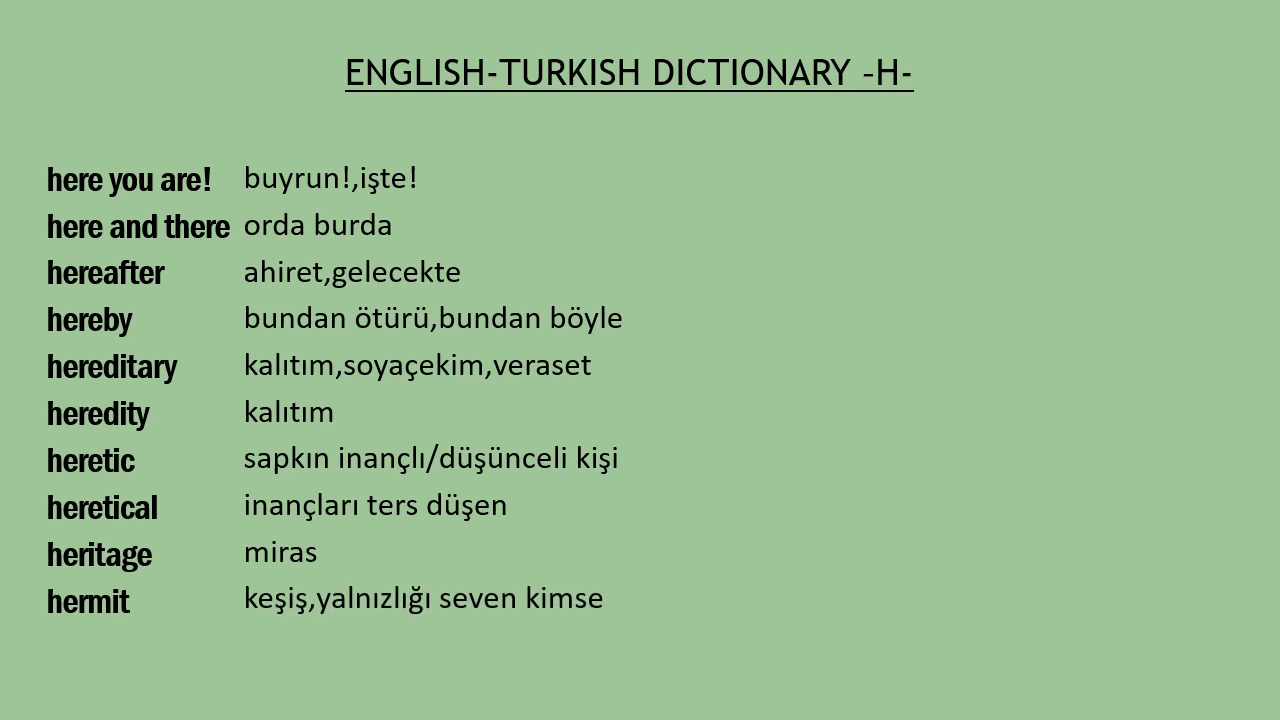 ENGLISH-TURKISH DICTIONARY –H-
here you are! buyrun!,işte!
here and there orda burda
hereafter ahiret,gelecekte
hereby bundan ötürü,bundan böyle
hereditary kalıtım,soyaçekim,veraset
heredity kalıtım
heretic sapkın inançlı/düşünceli kişi
heretical inançları ters düşen
heritage miras
hermit keşiş,yalnızlığı seven kimse